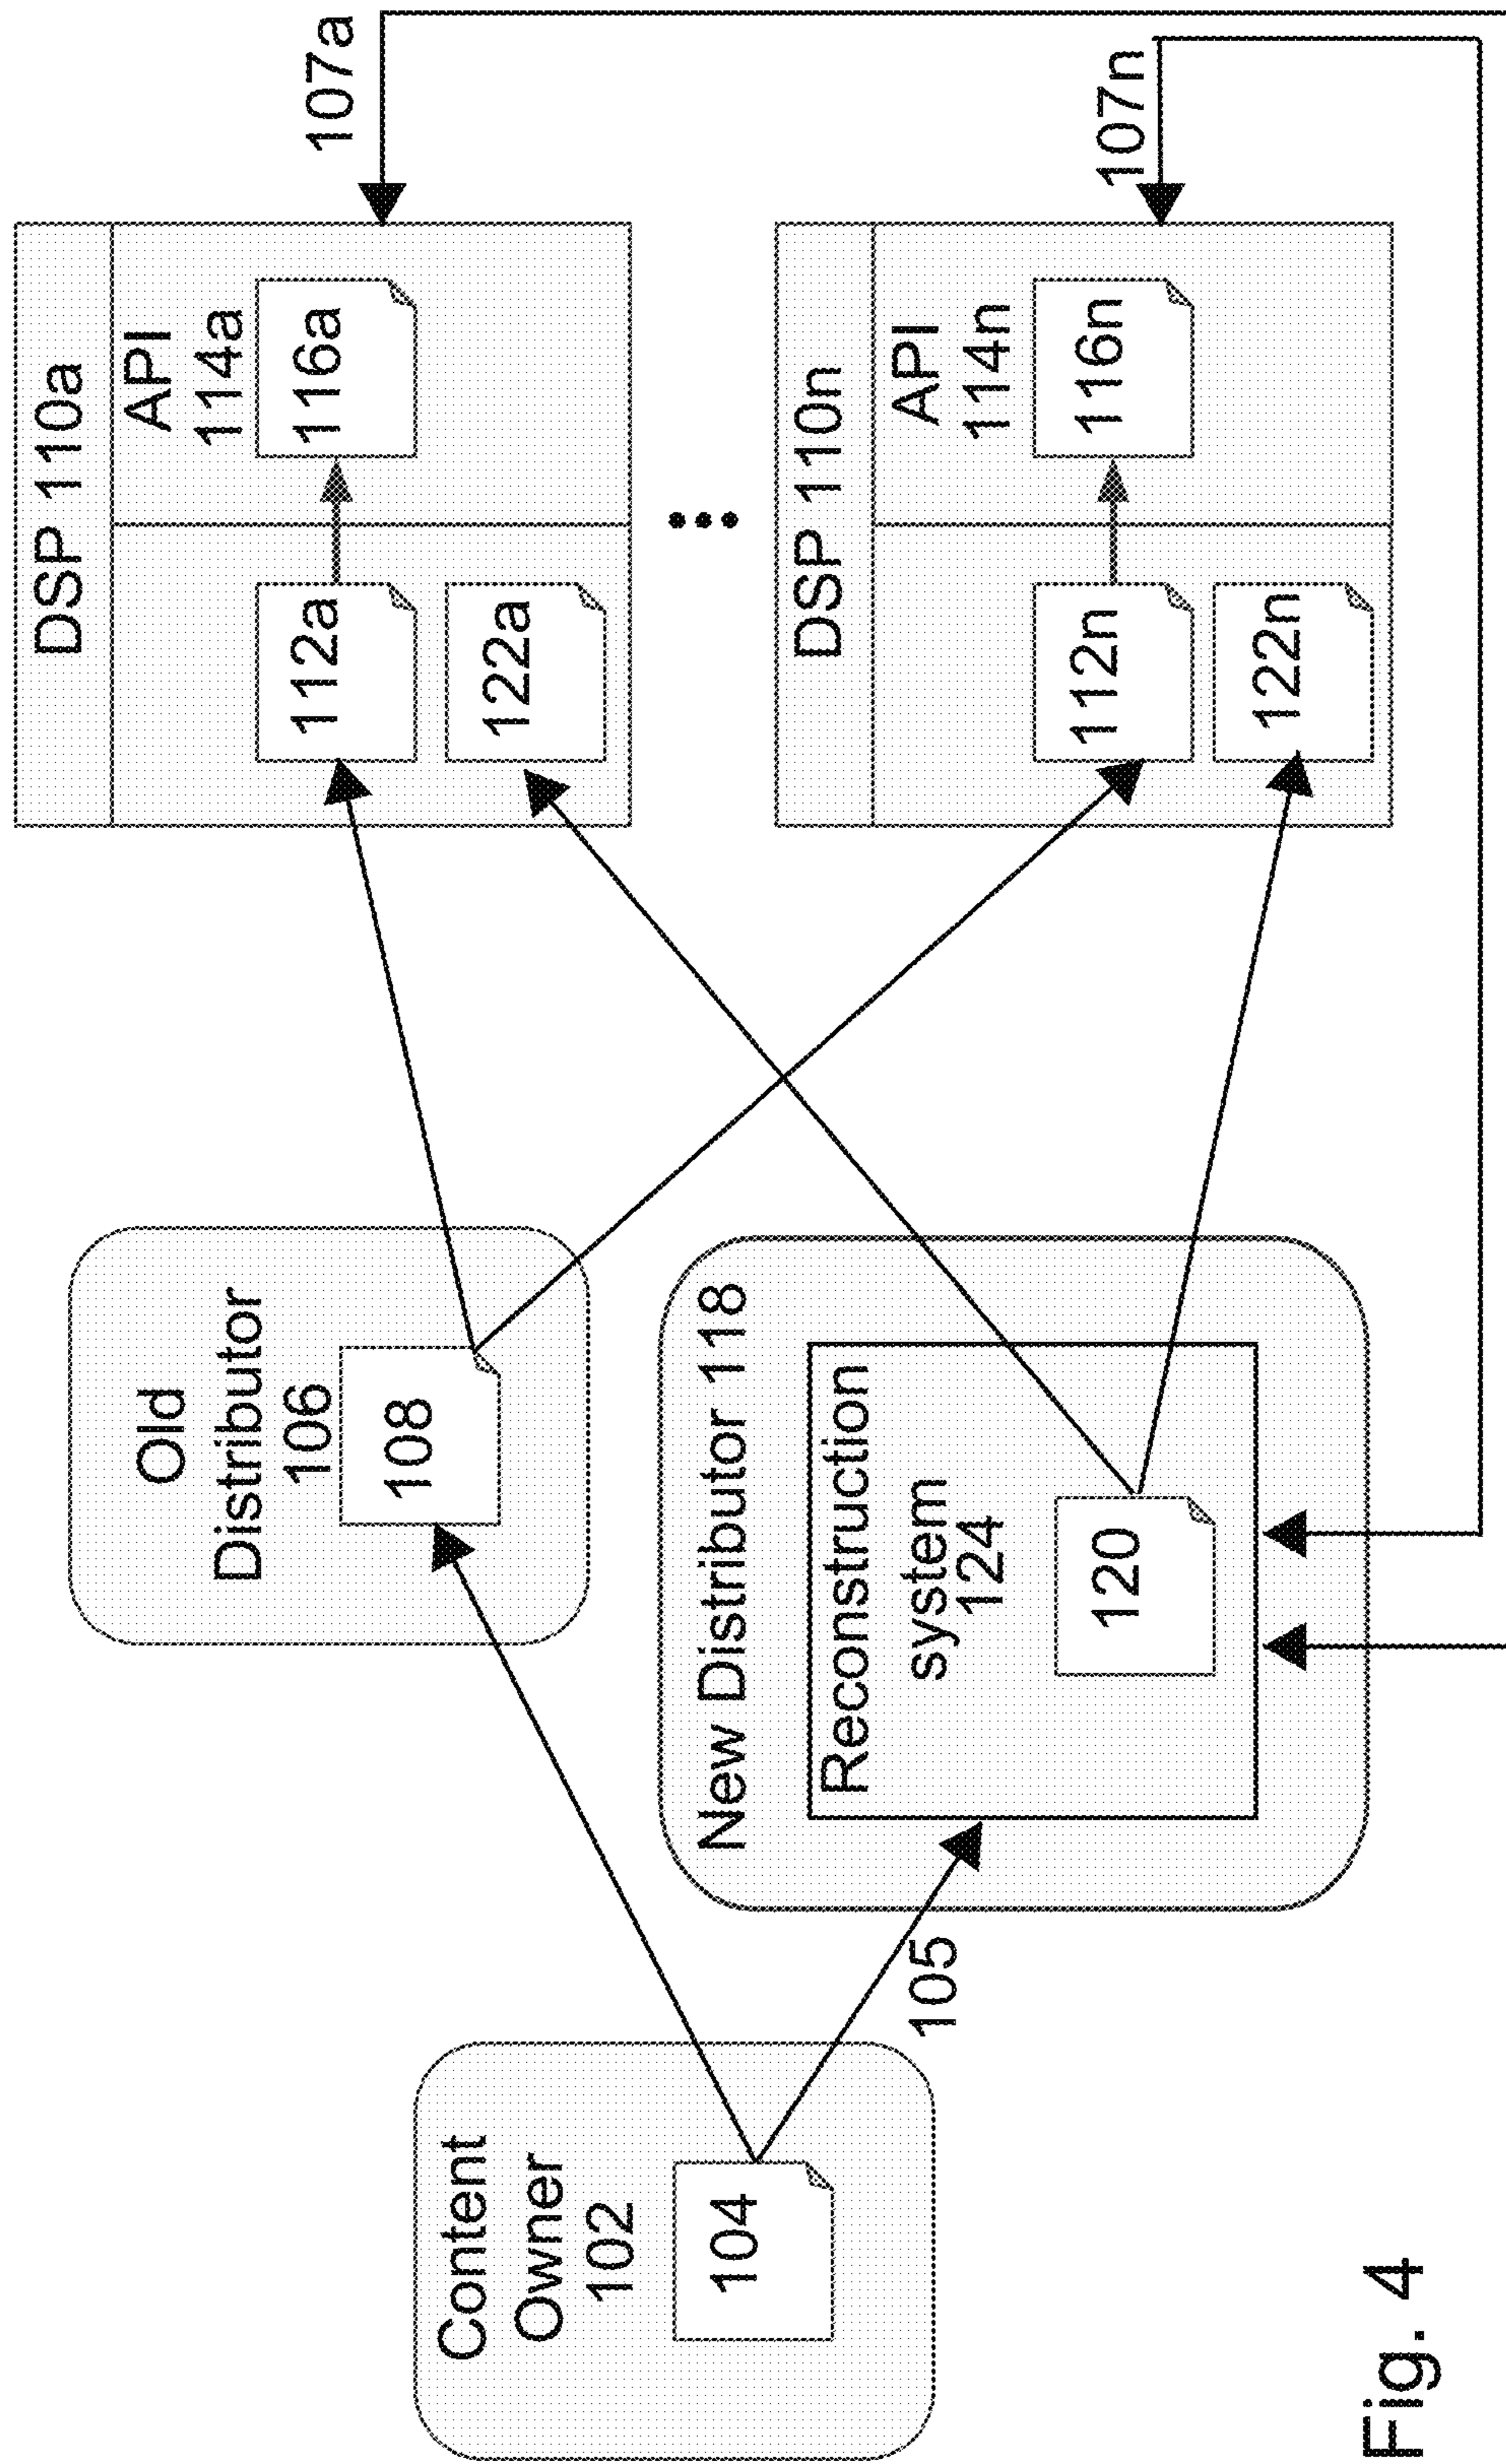 Content
Owner
102
104
105
Old
Distributor
106
108
New Distributor 118
Reconstruction
system
124
120
DSP 110a
API
114a
112a
116a
122a
107a
DSP 110n
API
114n
112n
116n
122n
107n
Fig. 4